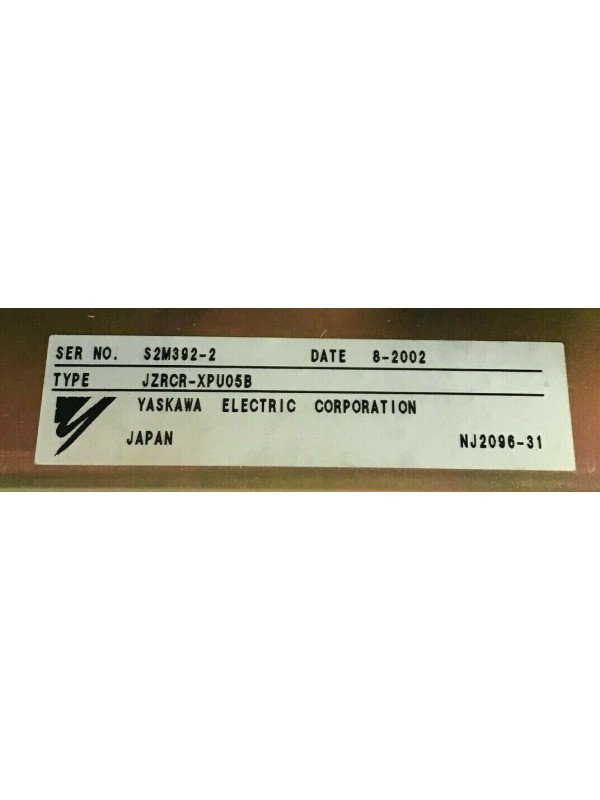 SER NO. S2M392-2 DATE 8-2002
TYPE JZRCR-XPU05B
YASKAWA ELECTRIC CORPORATION
JAPAN NJ2096-31